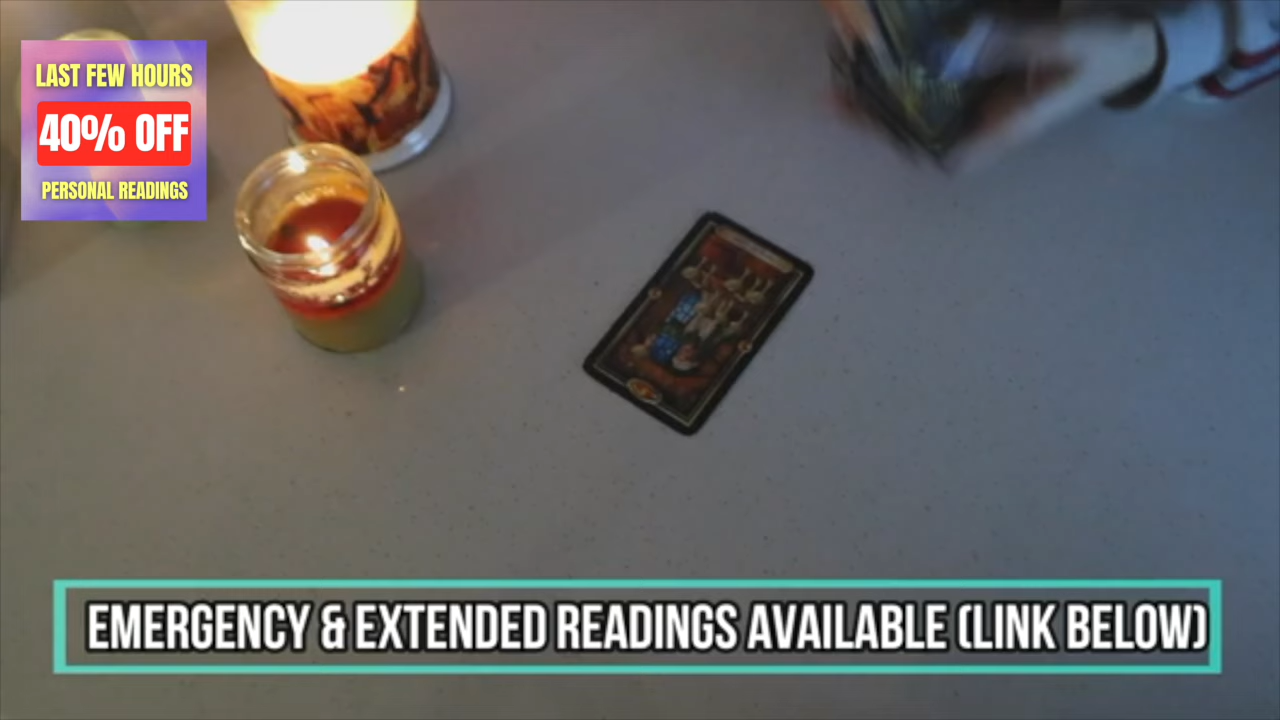 LAST FEW HOURS
40% OFF
PERSONAL READINGS
EMERGENCY & EXTENDED READINGS AVAILABLE (LINK BELOW)